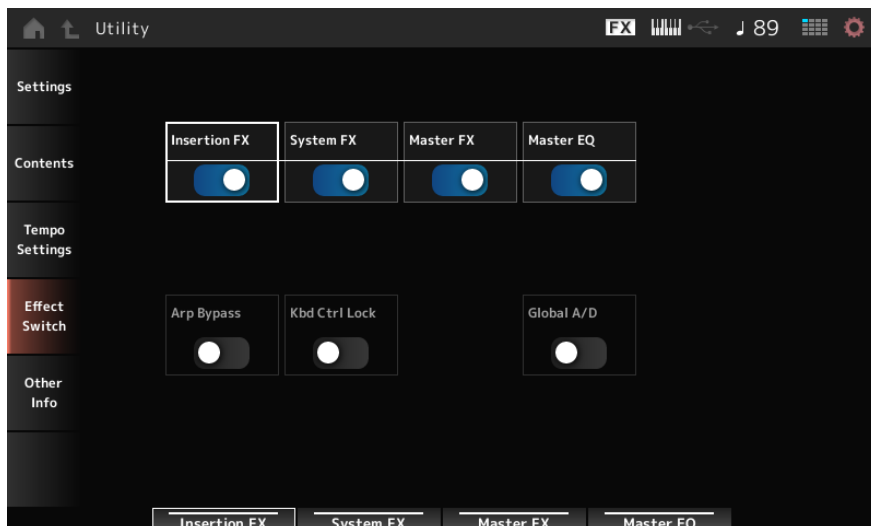 Utility
FX
89
Settings
Contents
Tempo
Settings
Effect
Switch
Other
Info
Insertion FX
System FX
Master FX
Master EQ
Arp Bypass
Kbd Ctrl Lock
Global A/D
Insertion FX
System FX
Master FX
Master EQ